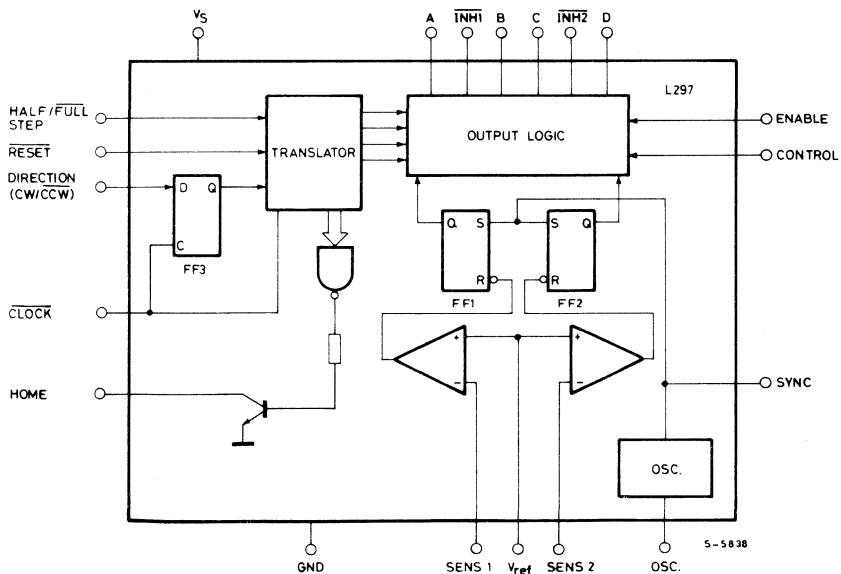 VS
A
INH1
B
C
INH2
D
L297
HALF/FULL
STEP
RESET
DIRECTION
(CW/CCW)
TRANSLATOR
OUTPUT LOGIC
ENABLE
CONTROL
D Q
C
FF3
Q S
R
FF1
S Q
R
FF2
CLOCK
+
−
+
−
HOME
SYNC
OSC.
GND
SENS 1
Vref
SENS 2
OSC.
S-5838